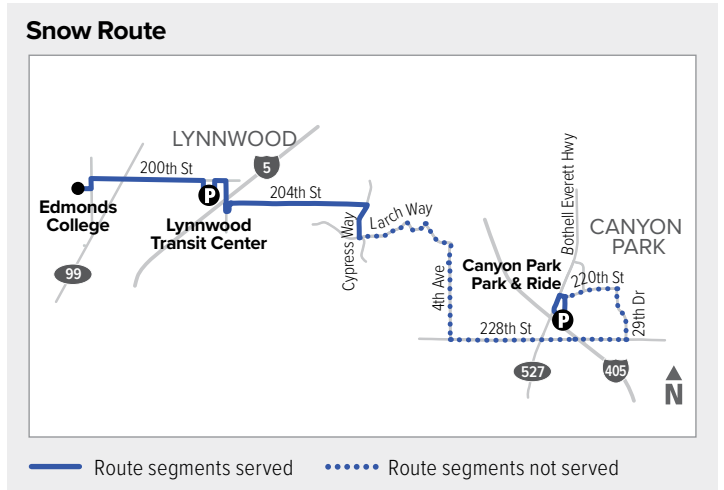 Snow Route
LYNNWOOD
5
200th St
204th St
P
Edmonds
College
Lynnwood
Transit Center
99
Cypress Way
Larch Way
4th Ave
228th St
Bothell Everett Hwy
CANYON
PARK
Canyon Park
Park & Ride
220th St
P
29th Dr
527
405
N
Route segments served
Route segments not served